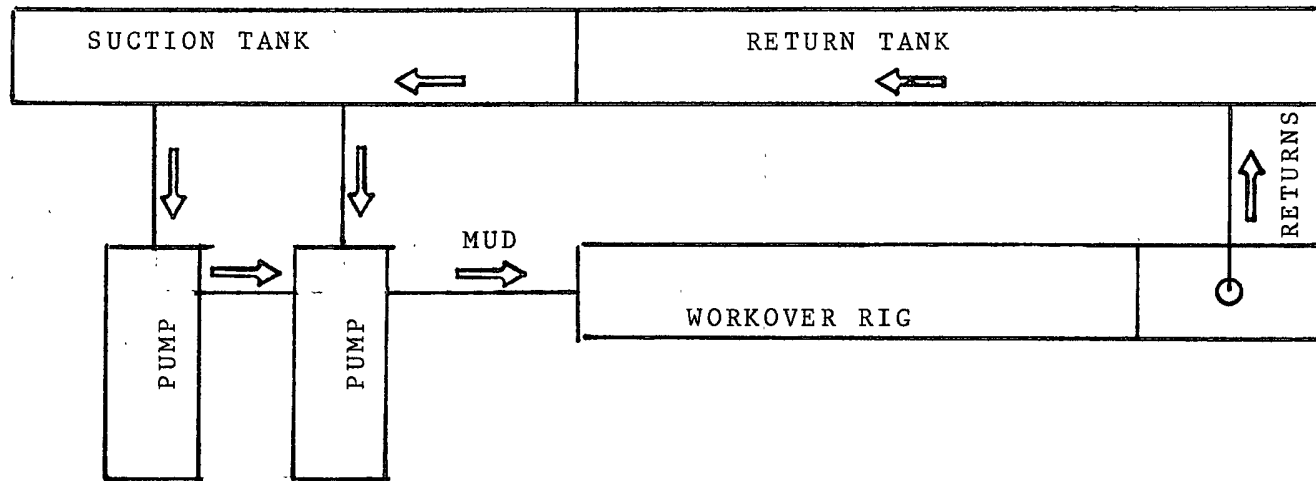 SUCTION TANK
RETURN TANK
RETURNS
MUD
PUMP
PUMP
WORKOVER RIG